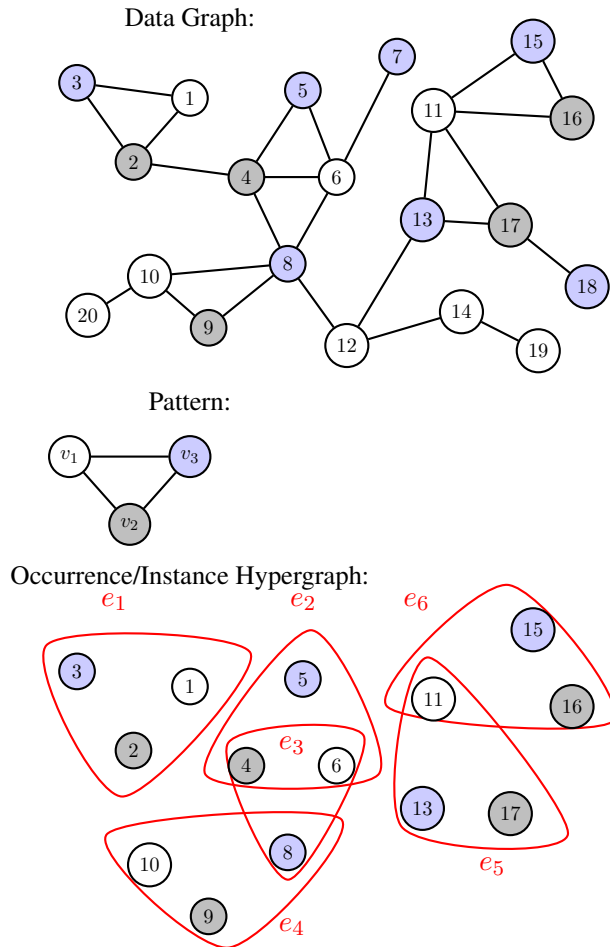 Data Graph:
15
7
3
5
1
11
16
2
4
6
13
17
8
10
18
14
20
9
12
19
Pattern:
v₁
v₃
v₂
Occurrence/Instance Hypergraph:
e₁
e₂
e₆
15
3
5
1
11
16
2
e₃
4
6
13
17
8
10
e₅
9
e₄